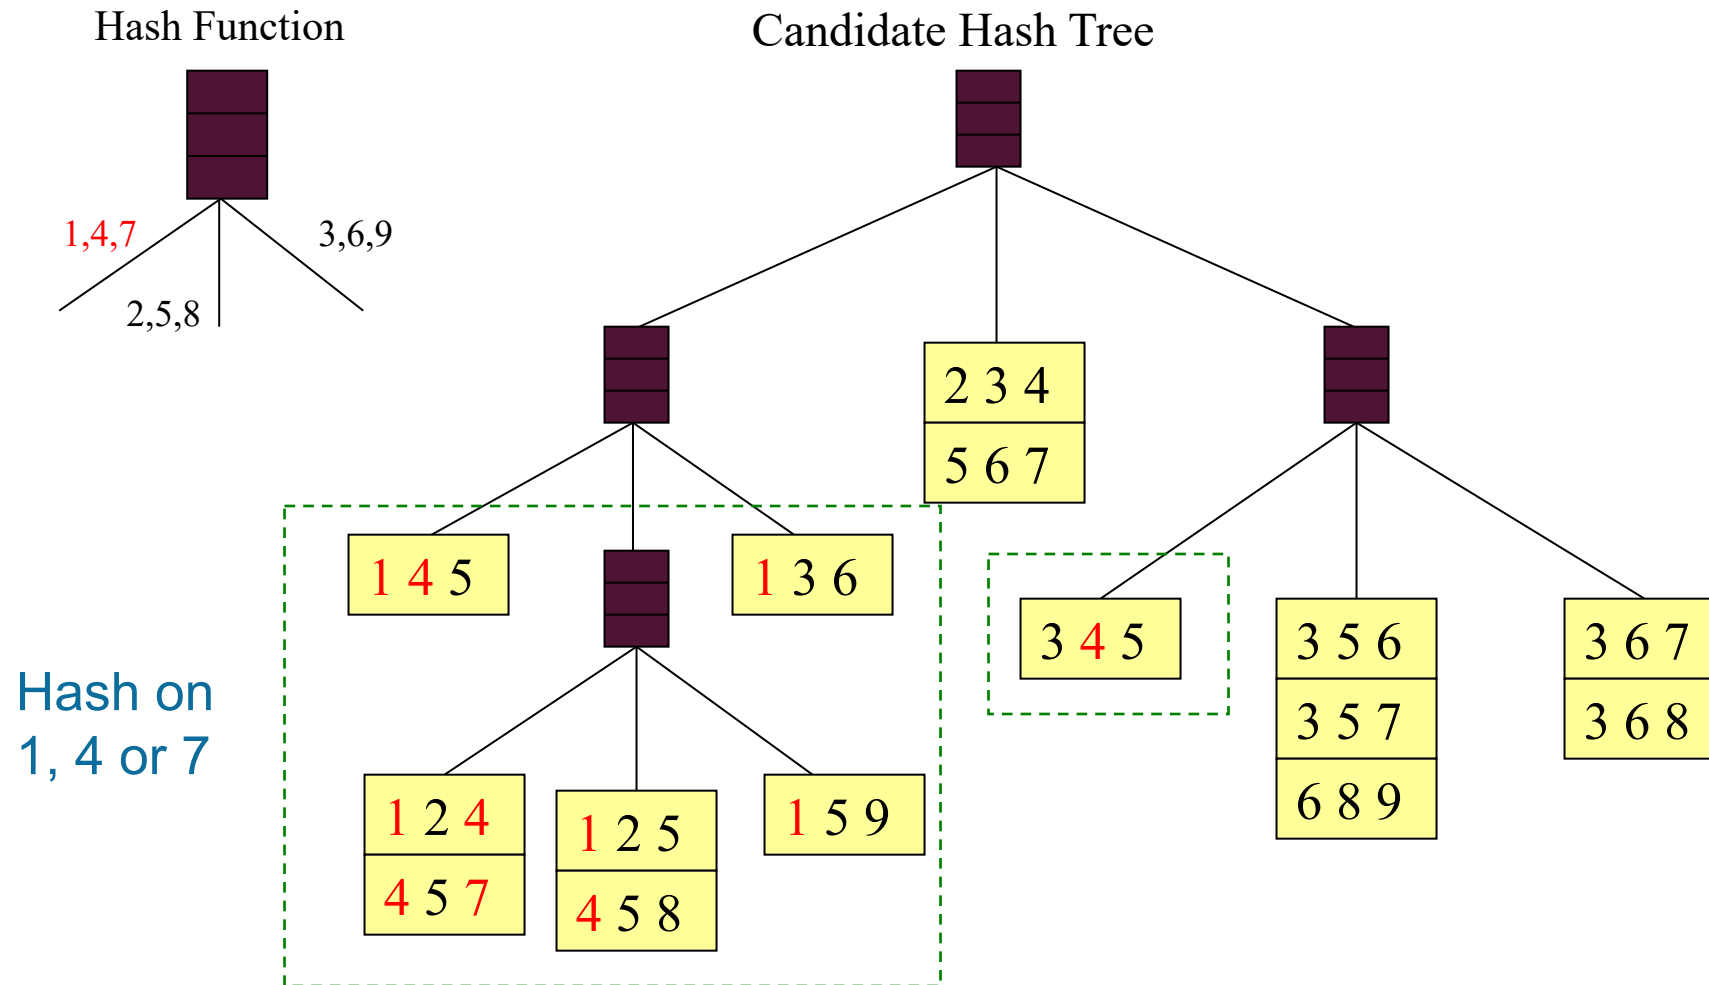 Hash Function
Candidate Hash Tree
1,4,7
3,6,9
2,5,8
2 3 4
5 6 7
1 4 5
1 3 6
3 4 5
3 5 6
3 6 7
3 5 7
3 6 8
6 8 9
Hash on
1, 4 or 7
1 2 4
1 2 5
1 5 9
4 5 7
4 5 8